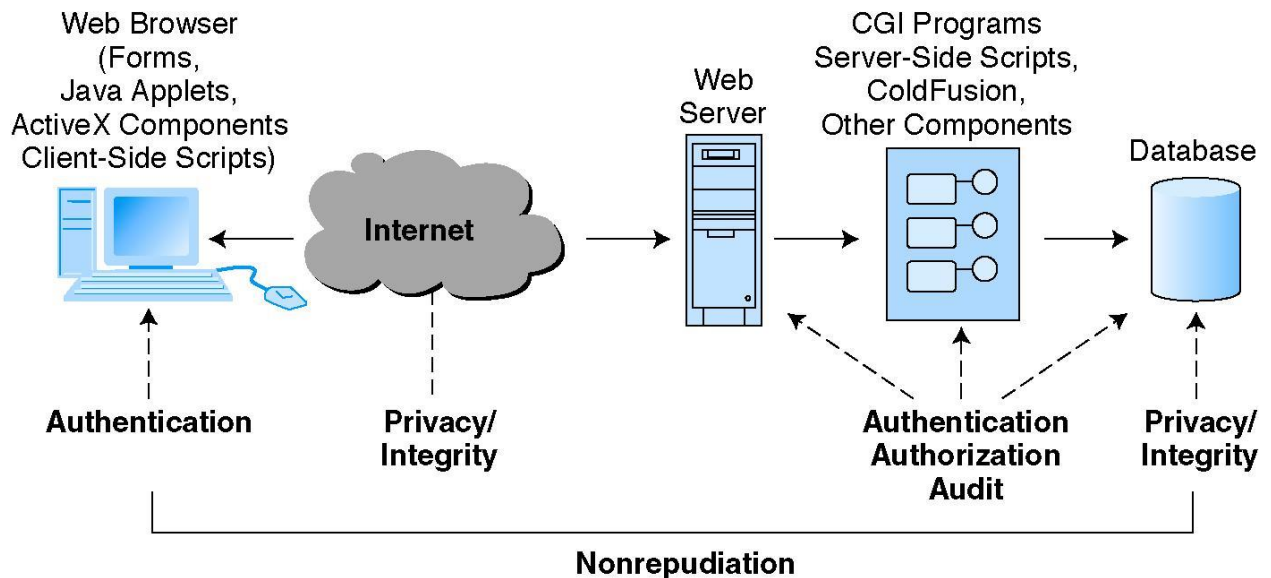 Web Browser
(Forms,
Java Applets,
ActiveX Components
Client-Side Scripts)
Internet
Web
Server
CGI Programs
Server-Side Scripts,
ColdFusion,
Other Components
Database
Authentication
Privacy/
Integrity
Authentication
Authorization
Audit
Privacy/
Integrity
Nonrepudiation